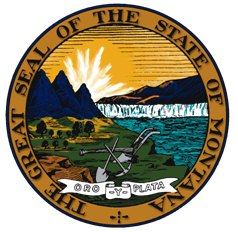 THE GREAT SEAL OF THE STATE OF MONTANA
ORO Y PLATA